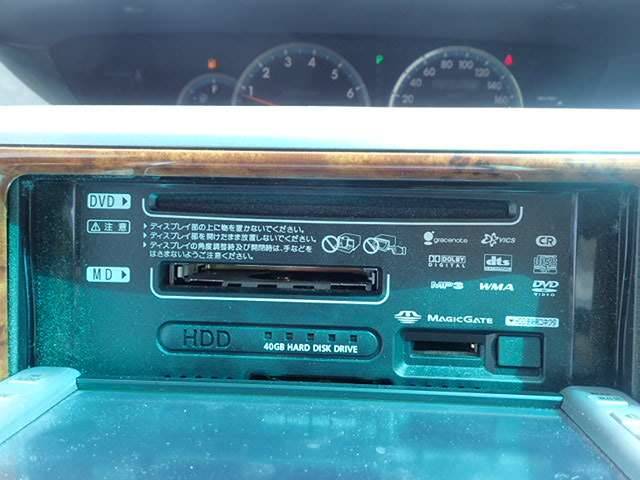 1 2 3 4 5 6
20 40 60 80 100 120 140 160
DVD
注意
ディスプレイ部の上に物を置かないでください。
ディスプレイ部を開けたまま放置しないでください。
ディスプレイの角度調整時及び開閉時は、手などを
はさまないようご注意ください。
gracenote
VICS
CR
DOLBY
DIGITAL
dts
MP3
WMA
DVD
VIDEO
MD
HDD
40GB HARD DISK DRIVE
MAGICGATE